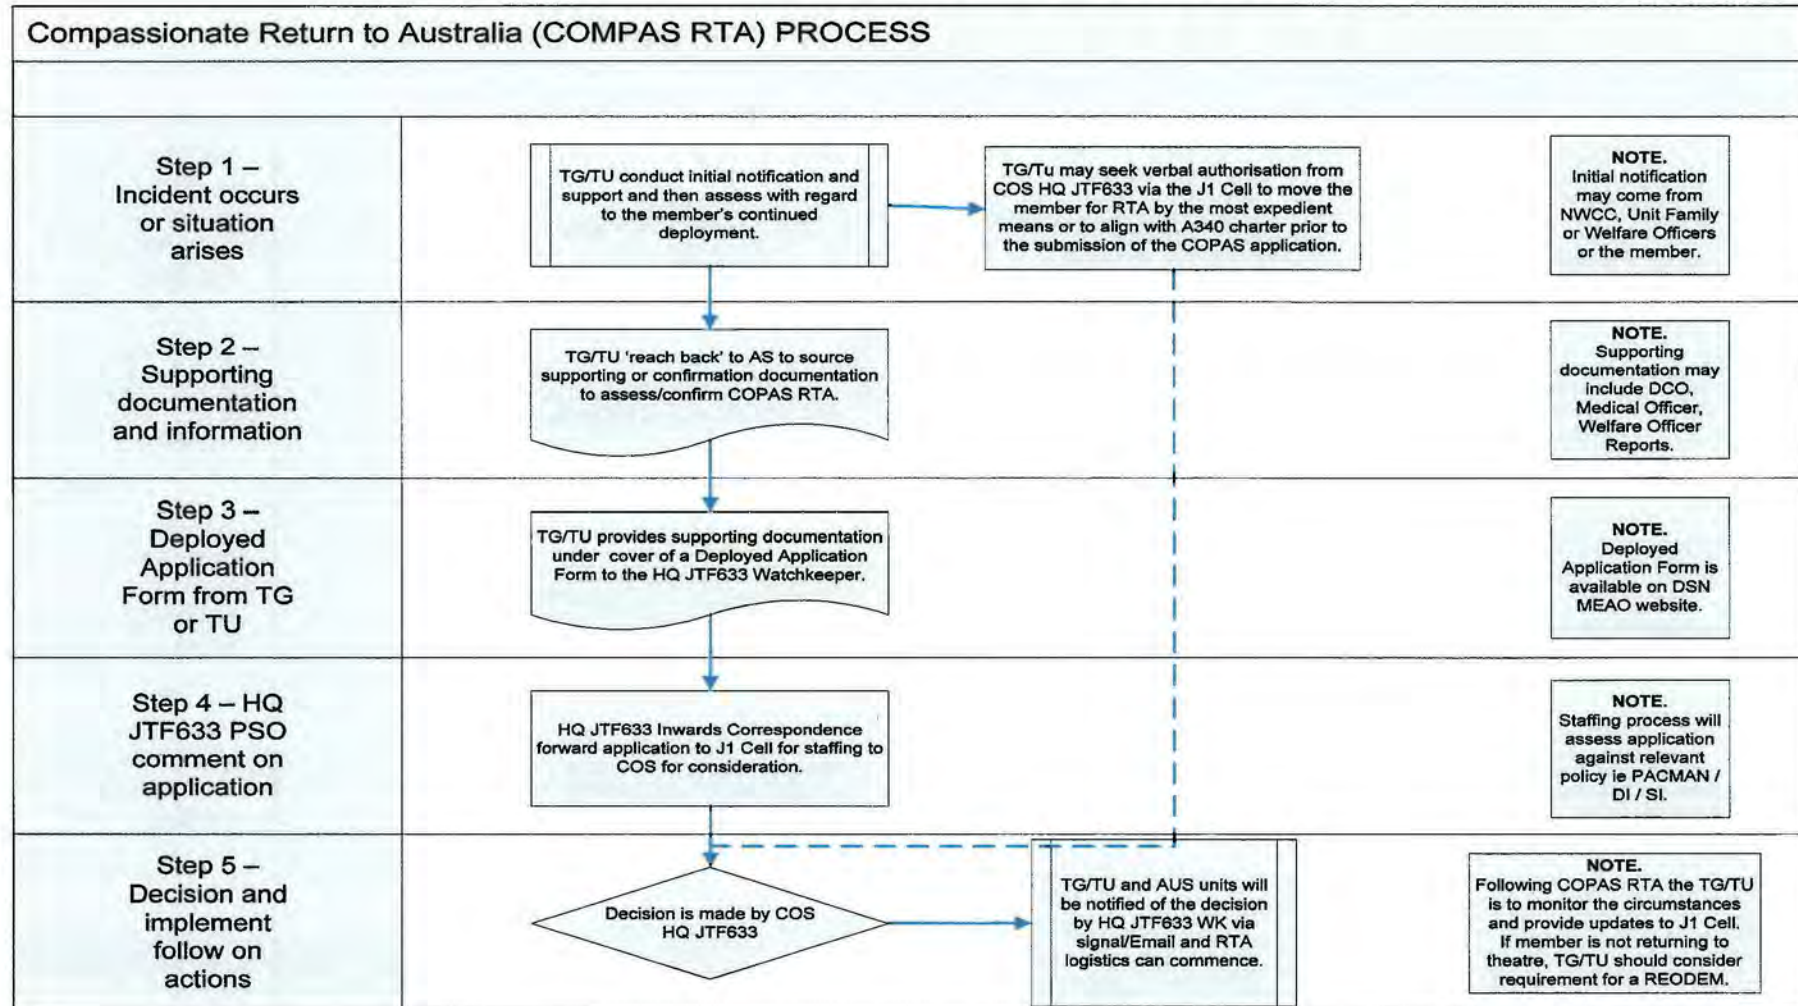 Compassionate Return to Australia (COMPAS RTA) PROCESS
Step 1 –
Incident occurs
or situation
arises
TG/TU conduct initial notification and
support and then assess with regard
to the member's continued
deployment.
TG/Tu may seek verbal authorisation from
COS HQ JTF633 via the J1 Cell to move the
member for RTA by the most expedient
means or to align with A340 charter prior to
the submission of the COPAS application.
NOTE.
Initial notification
may come from
NWCC, Unit Family
or Welfare Officers
or the member.
Step 2 –
Supporting
documentation
and information
TG/TU 'reach back' to AS to source
supporting or confirmation documentation
to assess/confirm COPAS RTA.
NOTE.
Supporting
documentation may
include DCO,
Medical Officer,
Welfare Officer
Reports.
Step 3 –
Deployed
Application
Form from TG
or TU
TG/TU provides supporting documentation
under cover of a Deployed Application
Form to the HQ JTF633 Watchkeeper.
NOTE.
Deployed
Application Form is
available on DSN
MEAO website.
Step 4 – HQ
JTF633 PSO
comment on
application
HQ JTF633 Inwards Correspondence
forward application to J1 Cell for staffing to
COS for consideration.
NOTE.
Staffing process will
assess application
against relevant
policy ie PACMAN /
DI / SI.
Step 5 –
Decision and
implement
follow on
actions
Decision is made by COS
HQ JTF633
TG/TU and AUS units will
be notified of the decision
by HQ JTF633 WK via
signal/Email and RTA
logistics can commence.
NOTE.
Following COPAS RTA the TG/TU
is to monitor the circumstances
and provide updates to J1 Cell.
If member is not returning to
theatre, TG/TU should consider
requirement for a REODEM.